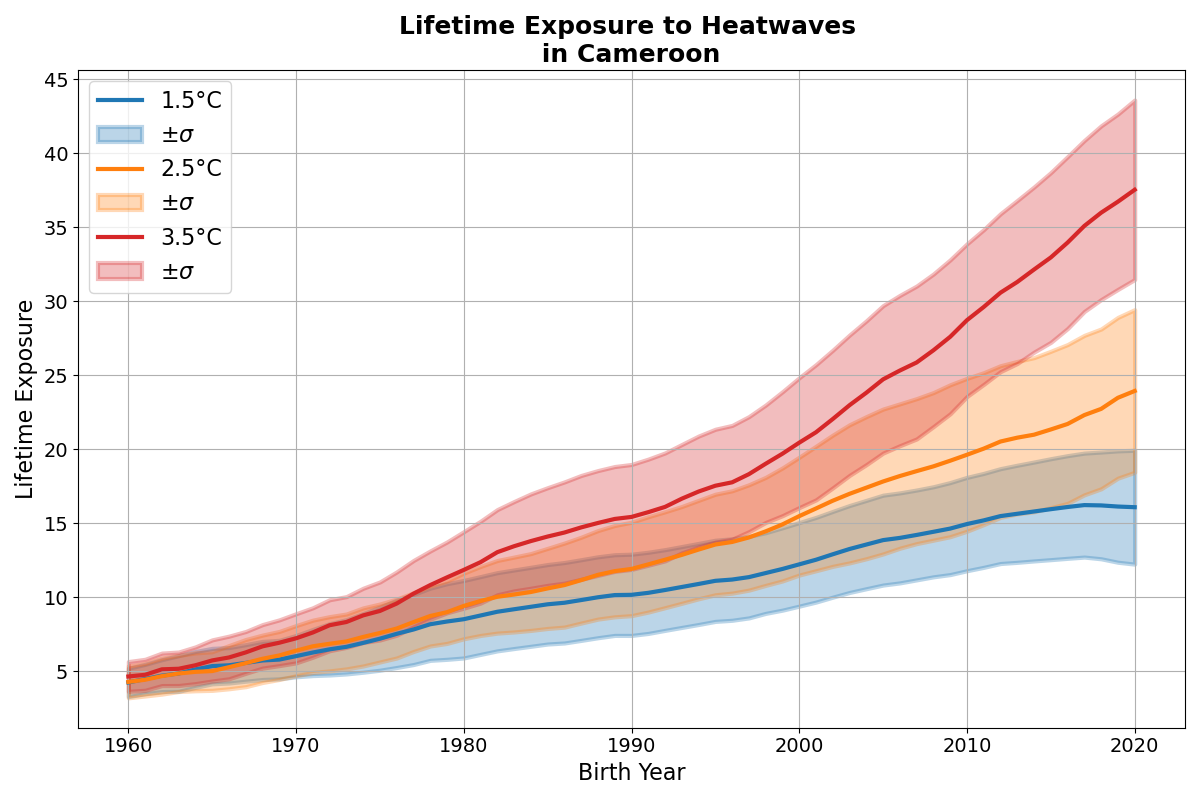 Lifetime Exposure to Heatwaves
in Cameroon
1.5°C
±σ
2.5°C
±σ
3.5°C
±σ
Lifetime Exposure
45
40
35
30
25
20
15
10
5
1960 1970 1980 1990 2000 2010 2020
Birth Year